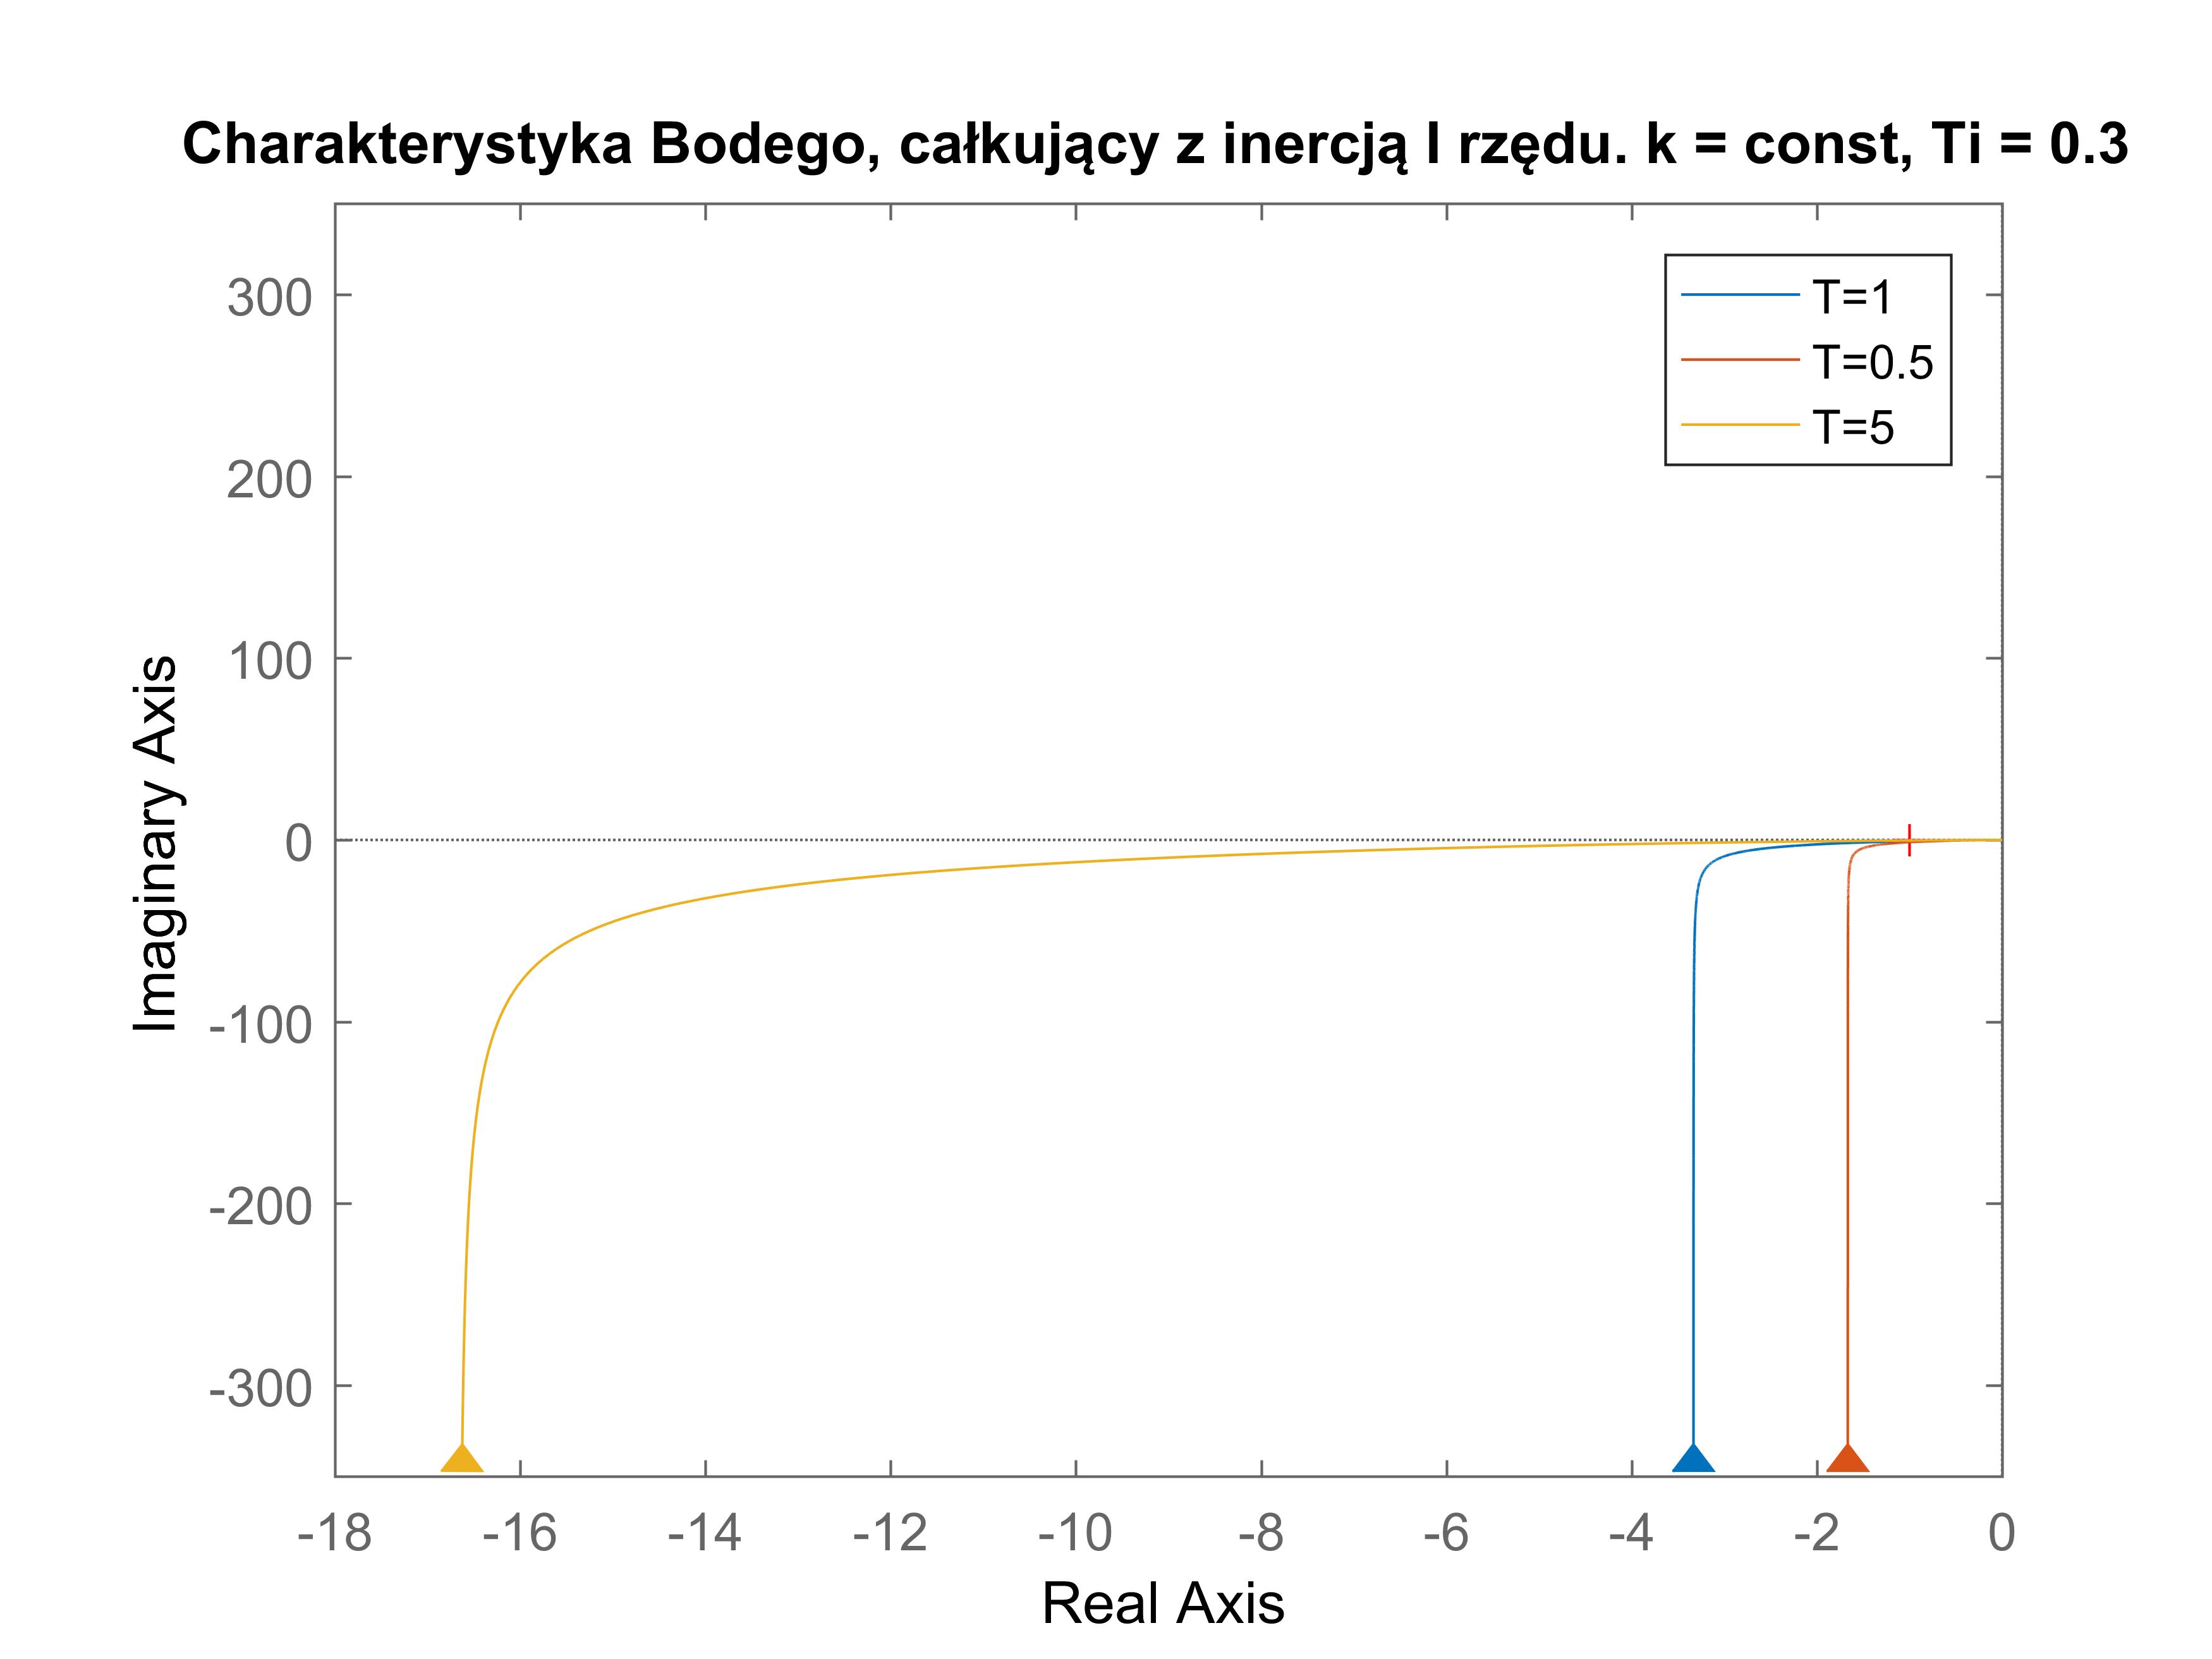 Charakterystyka Bodego, całkujący z inercją I rzędu. k = const, Ti = 0.3
T=1
T=0.5
T=5
300
200
100
0
-100
-200
-300
Imaginary Axis
-18 -16 -14 -12 -10 -8 -6 -4 -2 0
Real Axis